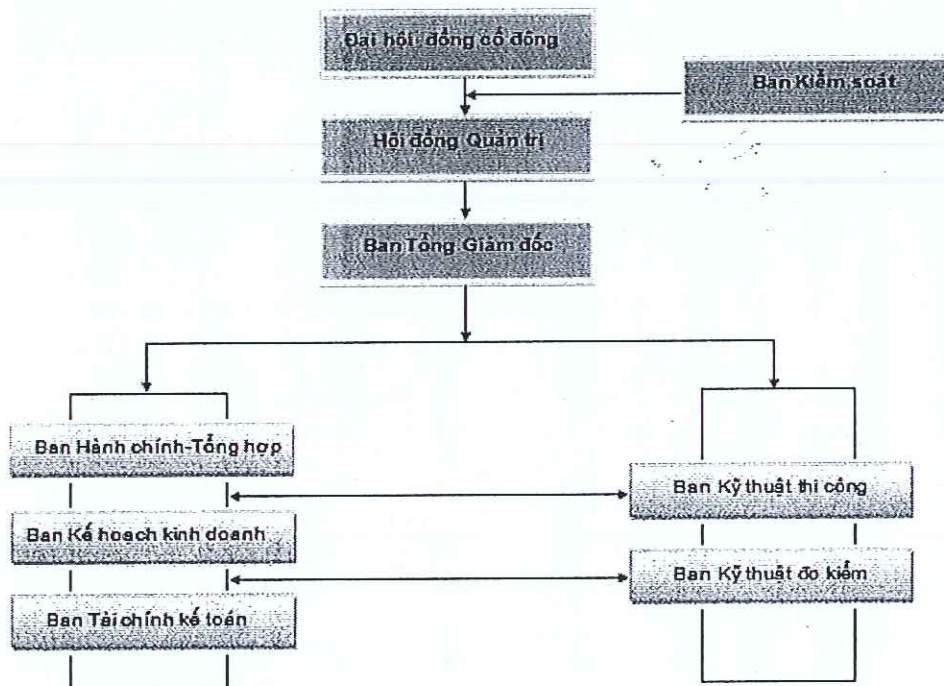 Đại hội đồng cổ đông
Ban Kiểm soát
Hội đồng Quản trị
Ban Tổng Giám đốc
Ban Hành chính-Tổng hợp
Ban Kỹ thuật thi công
Ban Kế hoạch kinh doanh
Ban Kỹ thuật đo kiểm
Ban Tài chính kế toán